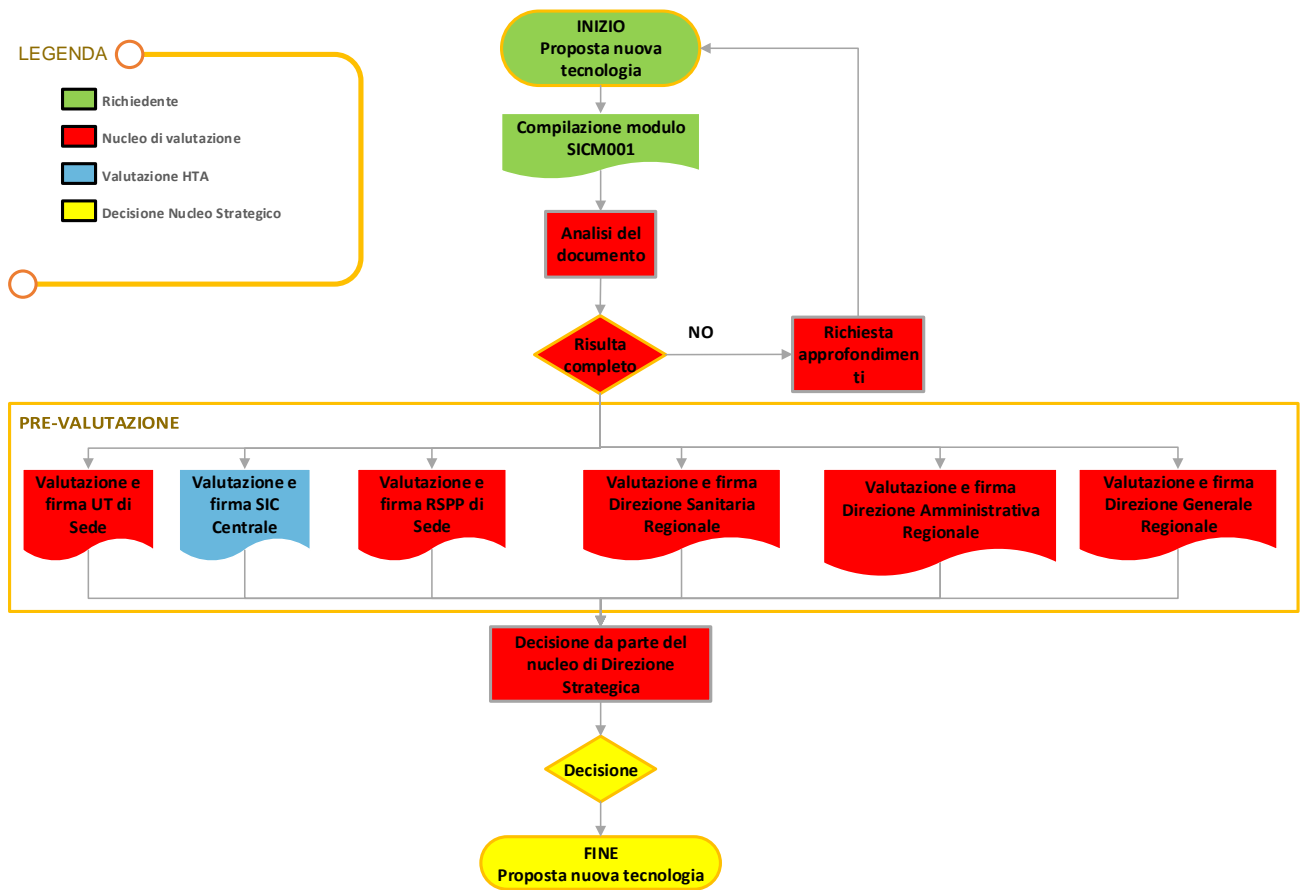 INIZIO
Proposta nuova
tecnologia
LEGENDA
Richiedente
Nucleo di valutazione
Valutazione HTA
Decisione Nucleo Strategico
Compilazione modulo
SICM001
Analisi del
documento
Risulta
completo
NO
Richiesta
approfondimen
ti
PRE-VALUTAZIONE
Valutazione e
firma UT di
Sede
Valutazione e
firma SIC
Centrale
Valutazione e
firma RSPP di
Sede
Valutazione e firma
Direzione Sanitaria
Regionale
Valutazione e firma
Direzione Amministrativa
Regionale
Valutazione e firma
Direzione Generale
Regionale
Decisione da parte del
nucleo di Direzione
Strategica
Decisione
FINE
Proposta nuova tecnologia